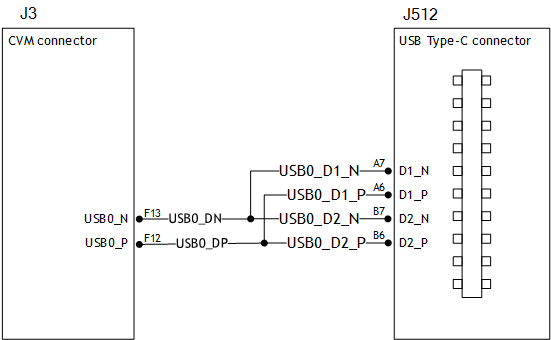 J3
J512
CVM connector
USB Type-C connector
USB0_D1_N A7 D1_N
USB0_D1_P A6 D1_P
USB0_N F13 USB0_DN USB0_D2_N B7 D2_N
USB0_P F12 USB0_DP USB0_D2_P B6 D2_P